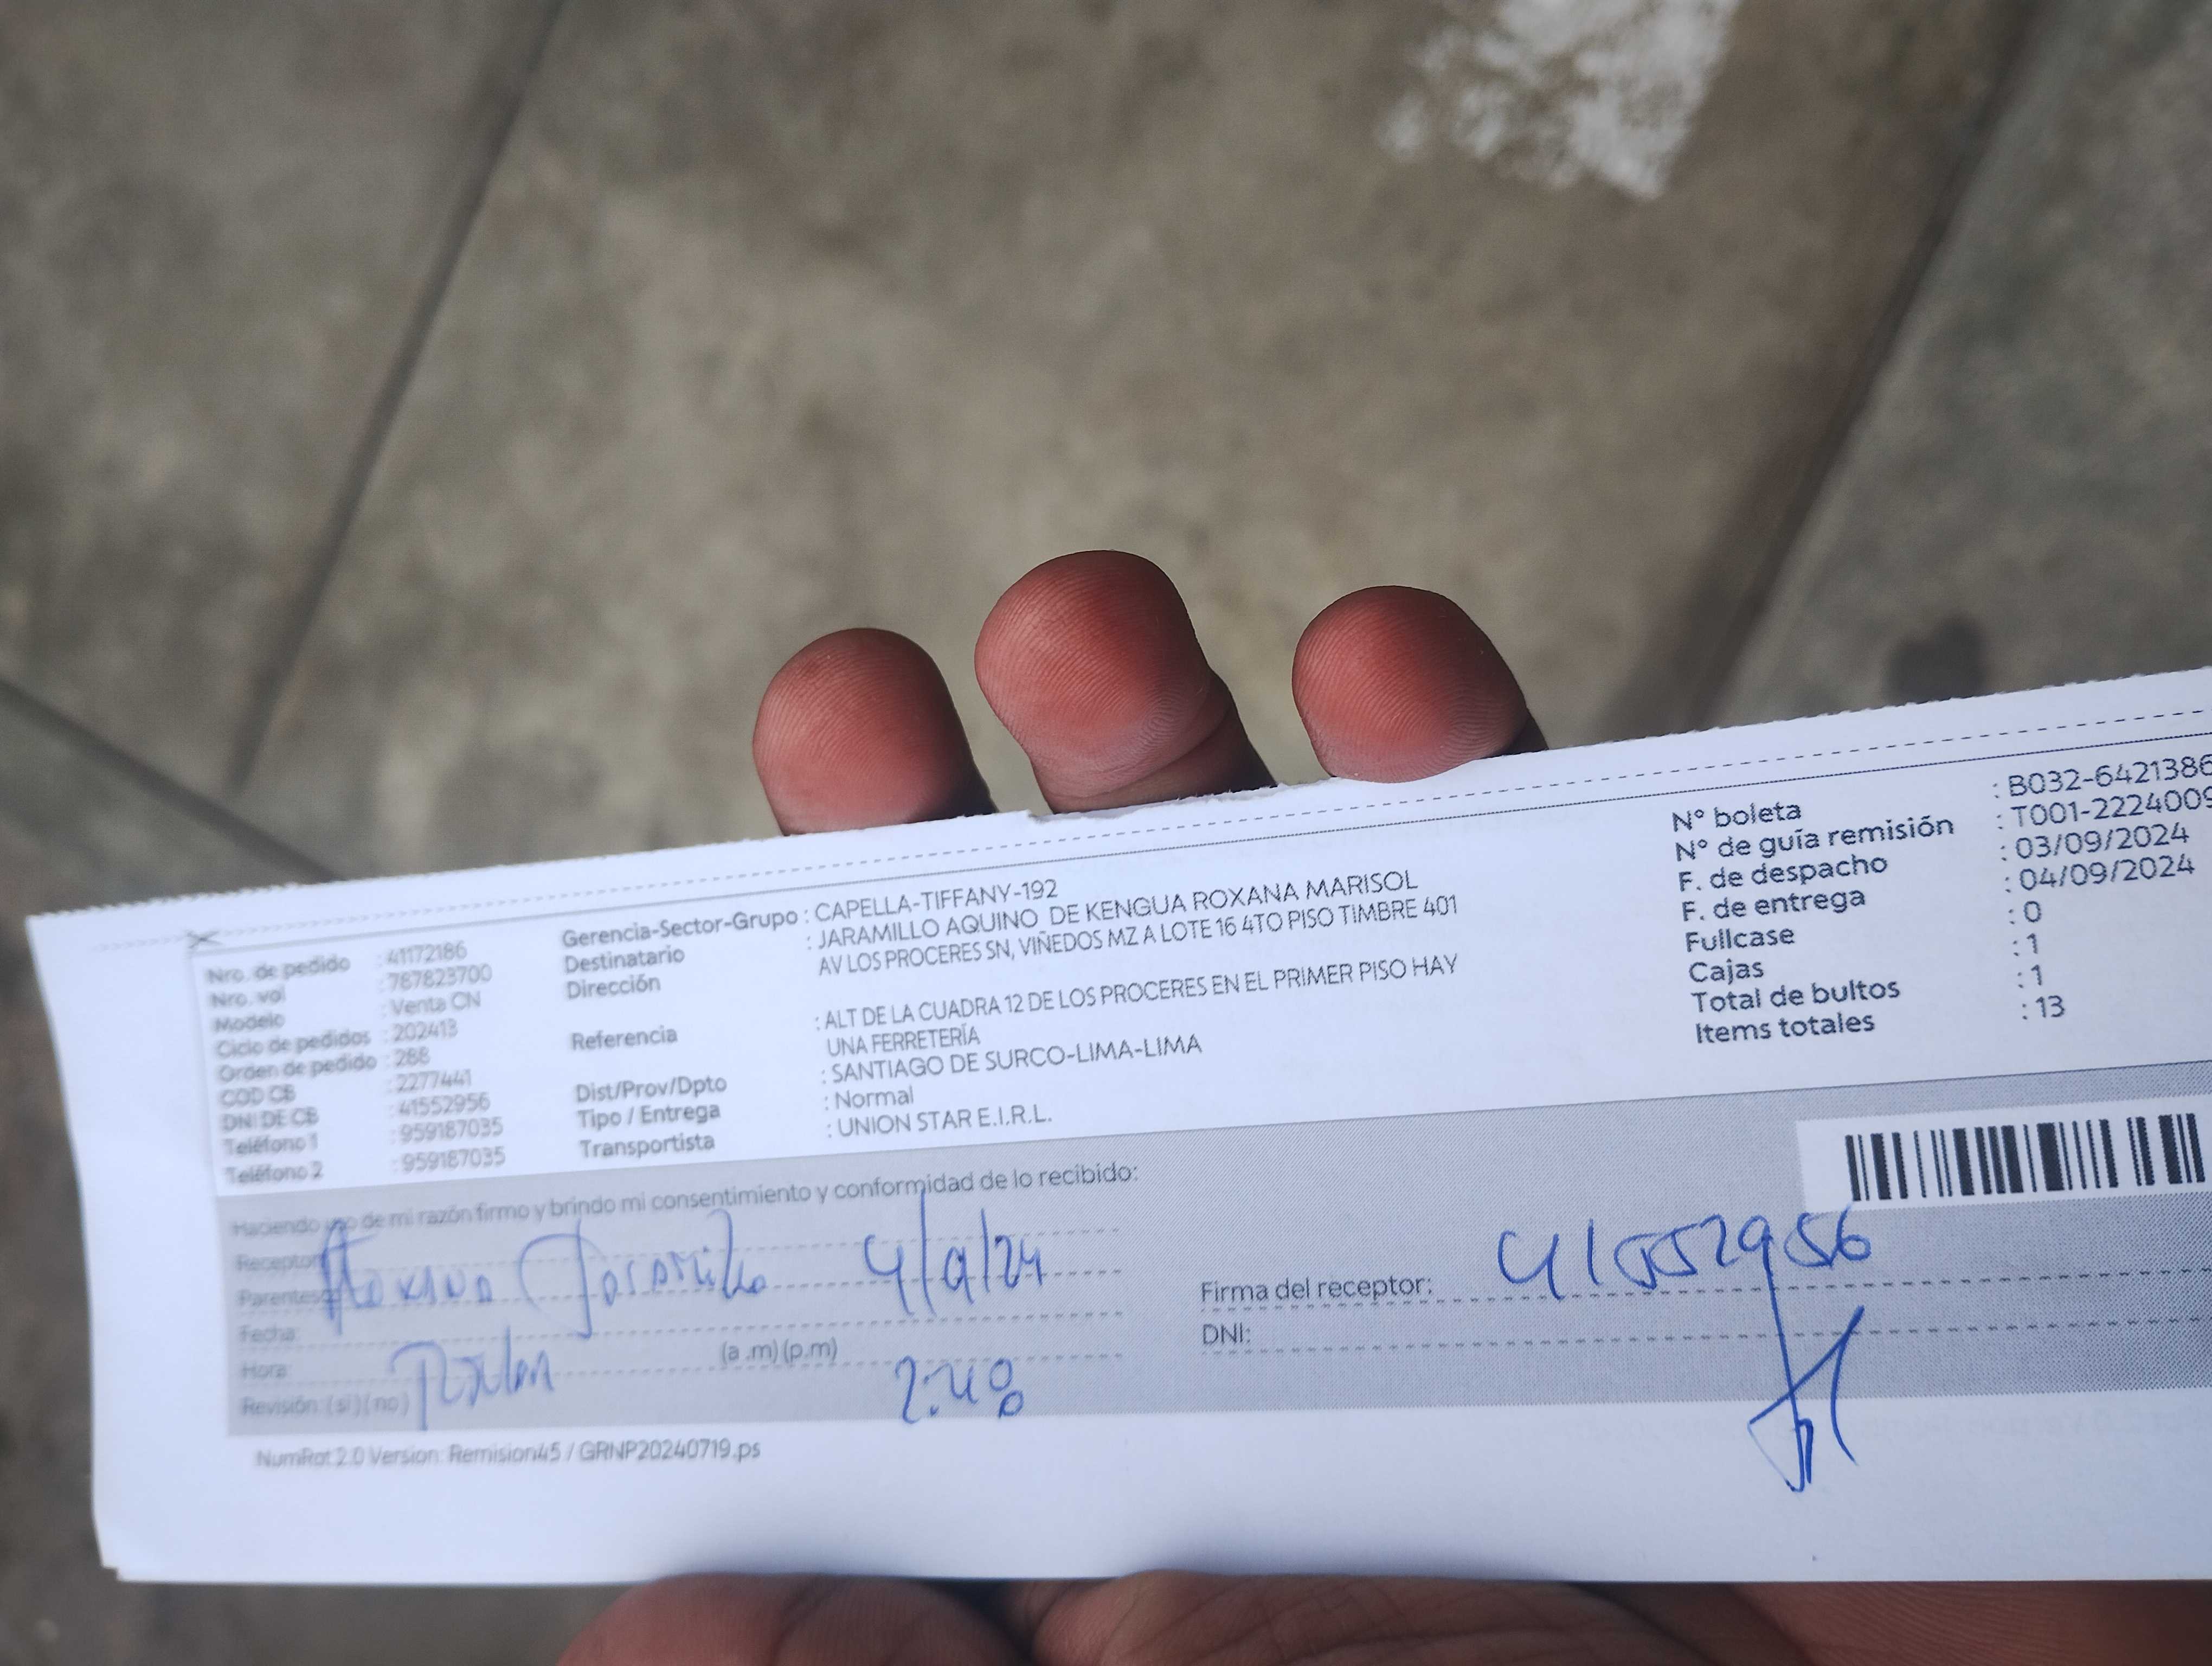 Nro. de pedido : 41172186
Nro. vol : 787823700
Modelo : Venta CN
Ciclo de pedidos : 202413
Orden de pedido : 288
COD CB : 2277441
DNI DE CB : 41552956
Teléfono 1 : 959187035
Teléfono 2 : 959187035
Gerencia-Sector-Grupo : CAPELLA-TIFFANY-192
Destinatario : JARAMILLO AQUINO DE KENGUA ROXANA MARISOL
Dirección AV LOS PROCERES SN, VIÑEDOS MZ A LOTE 16 4TO PISO TIMBRE 401
Referencia : ALT DE LA CUADRA 12 DE LOS PROCERES EN EL PRIMER PISO HAY
UNA FERRETERÍA
Dist/Prov/Dpto : SANTIAGO DE SURCO-LIMA-LIMA
Tipo / Entrega : Normal
Transportista : UNION STAR E.I.R.L.
N° boleta : B032-6421386
N° de guía remisión : T001-2224009
F. de despacho : 03/09/2024
F. de entrega : 04/09/2024
Fullcase : 0
Cajas : 1
Total de bultos : 1
Items totales : 13
Haciendo uso de mi razón firmo y brindo mi consentimiento y conformidad de lo recibido:
Receptor:
Parentesco
Roxana Jaramillo 4/9/24
Fecha:
Hora: (a .m) (p.m)
Revisión: (si) (no) 2:48
Firma del receptor: 41552956
DNI:
NumRot 2.0 Version: Remision45 / GRNP20240719.ps